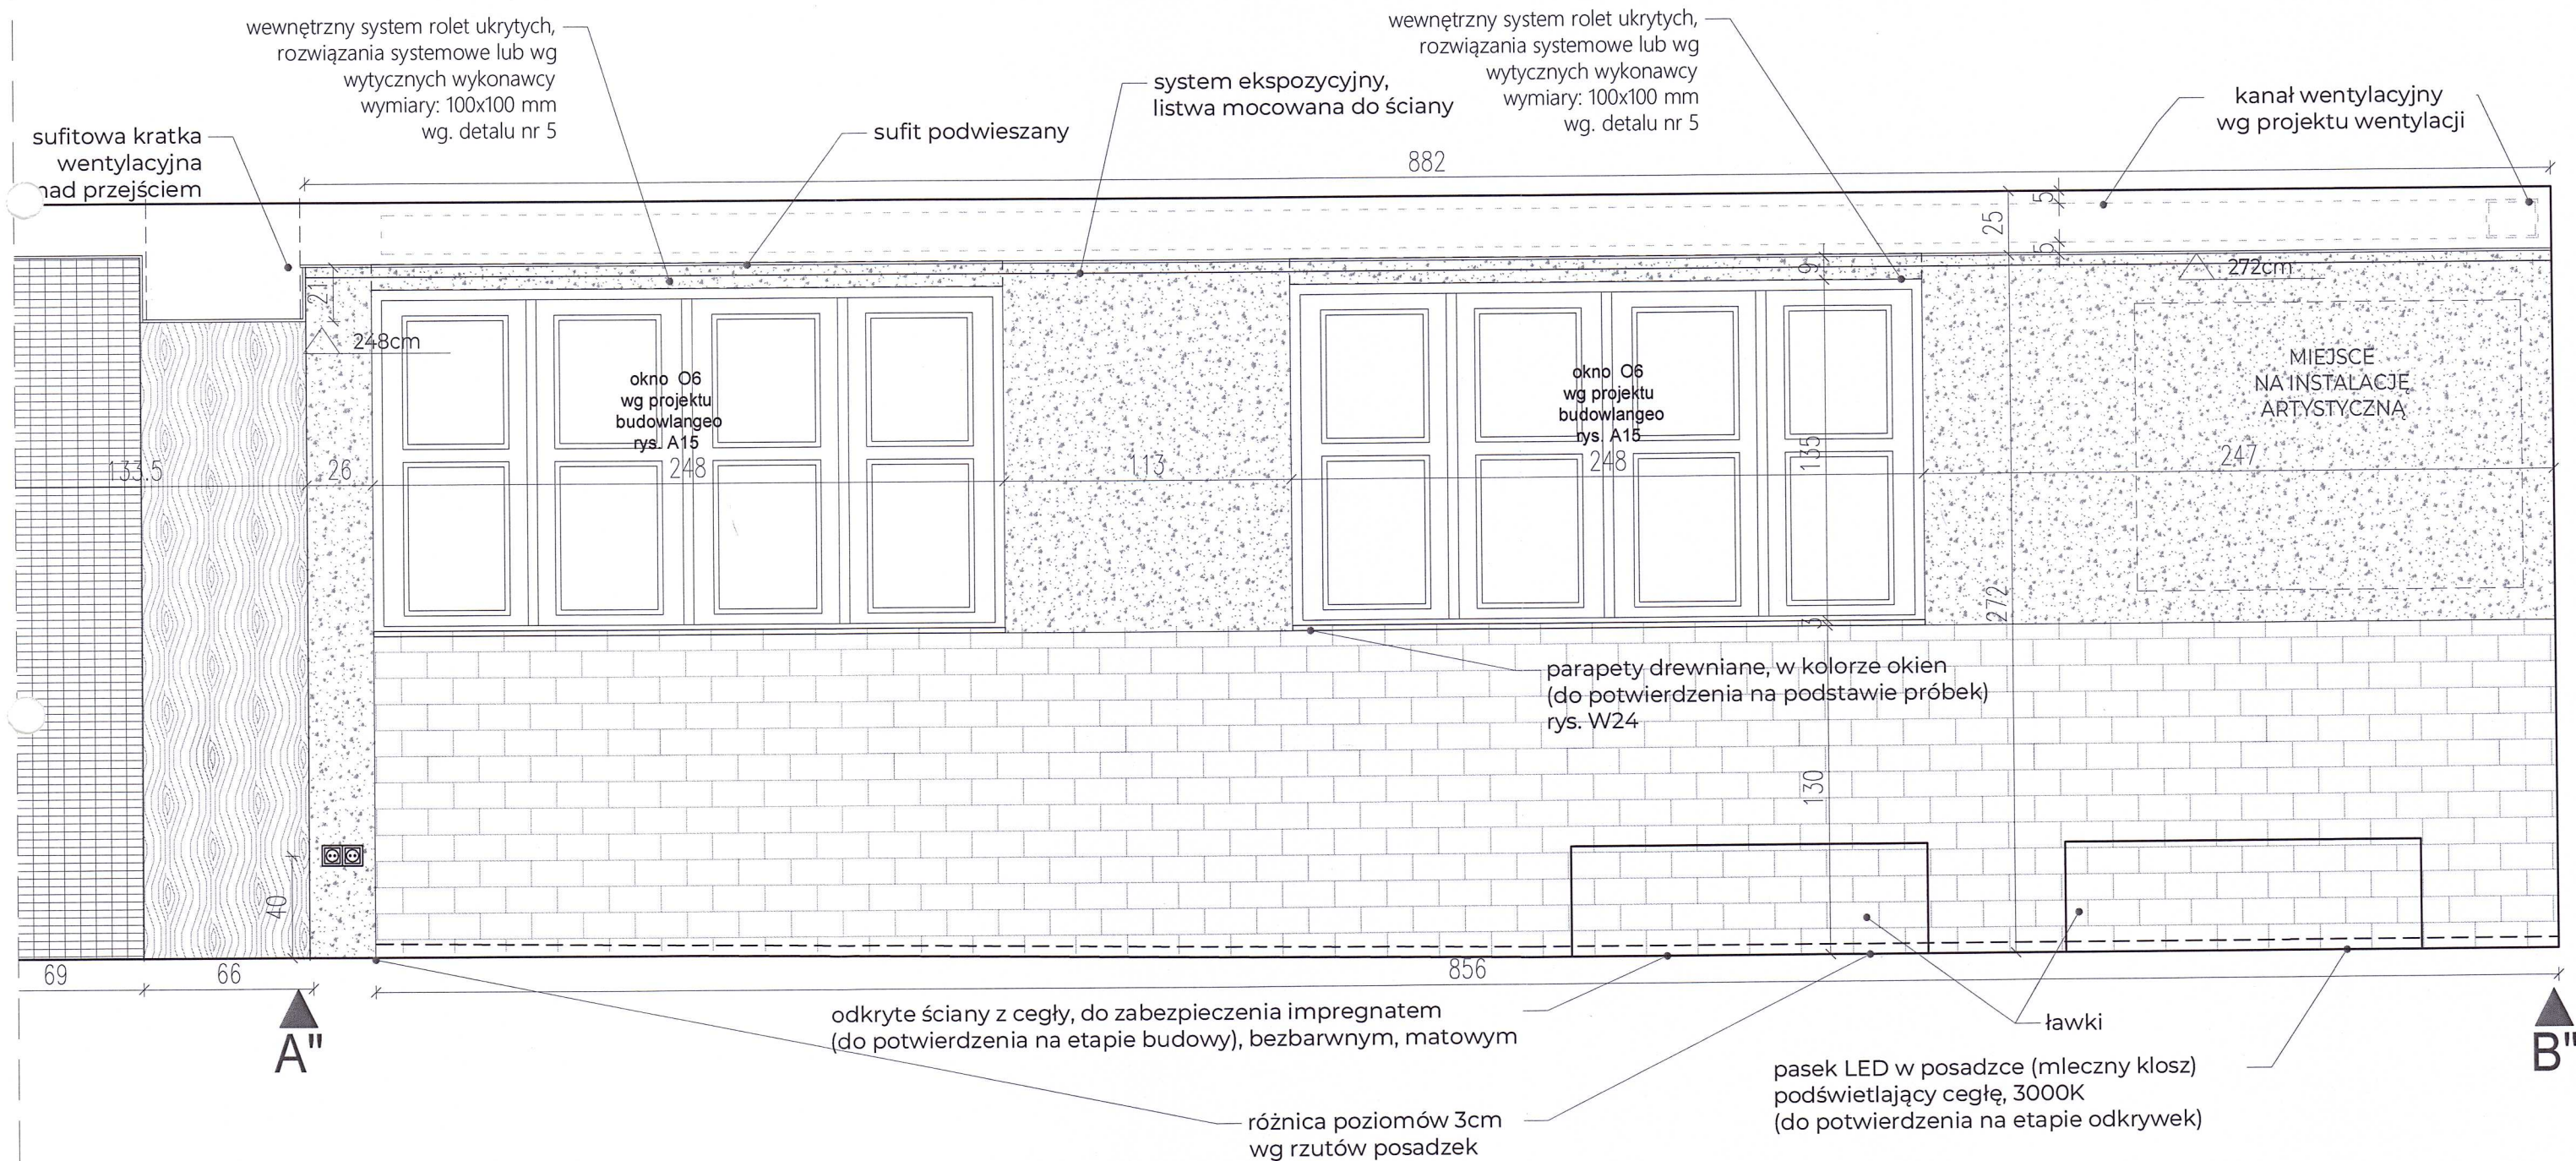 wewnętrzny system rolet ukrytych,
rozwiązania systemowe lub wg
wytycznych wykonawcy
wymiary: 100x100 mm
wg. detalu nr 5
wewnętrzny system rolet ukrytych,
rozwiązania systemowe lub wg
wytycznych wykonawcy
wymiary: 100x100 mm
wg. detalu nr 5
system ekspozycyjny,
listwa mocowana do ściany
kanał wentylacyjny
wg projektu wentylacji
sufitowa kratka
wentylacyjna
nad przejściem
sufit podwieszany
882
5
25
5
9
21
272cm
248cm
okno O6
wg projektu
budowlangeo
rys. A15
okno O6
wg projektu
budowlangeo
rys. A15
MIEJSCE
NA INSTALACJĘ
ARTYSTYCZNĄ
133.5
26
248
113
248
135
247
272
3
parapety drewniane, w kolorze okien
(do potwierdzenia na podstawie próbek)
rys. W24
130
40
69
66
856
A"
B"
odkryte ściany z cegły, do zabezpieczenia impregnatem
(do potwierdzenia na etapie budowy), bezbarwnym, matowym
ławki
pasek LED w posadzce (mleczny klosz)
podświetlający cegłę, 3000K
(do potwierdzenia na etapie odkrywek)
różnica poziomów 3cm
wg rzutów posadzek